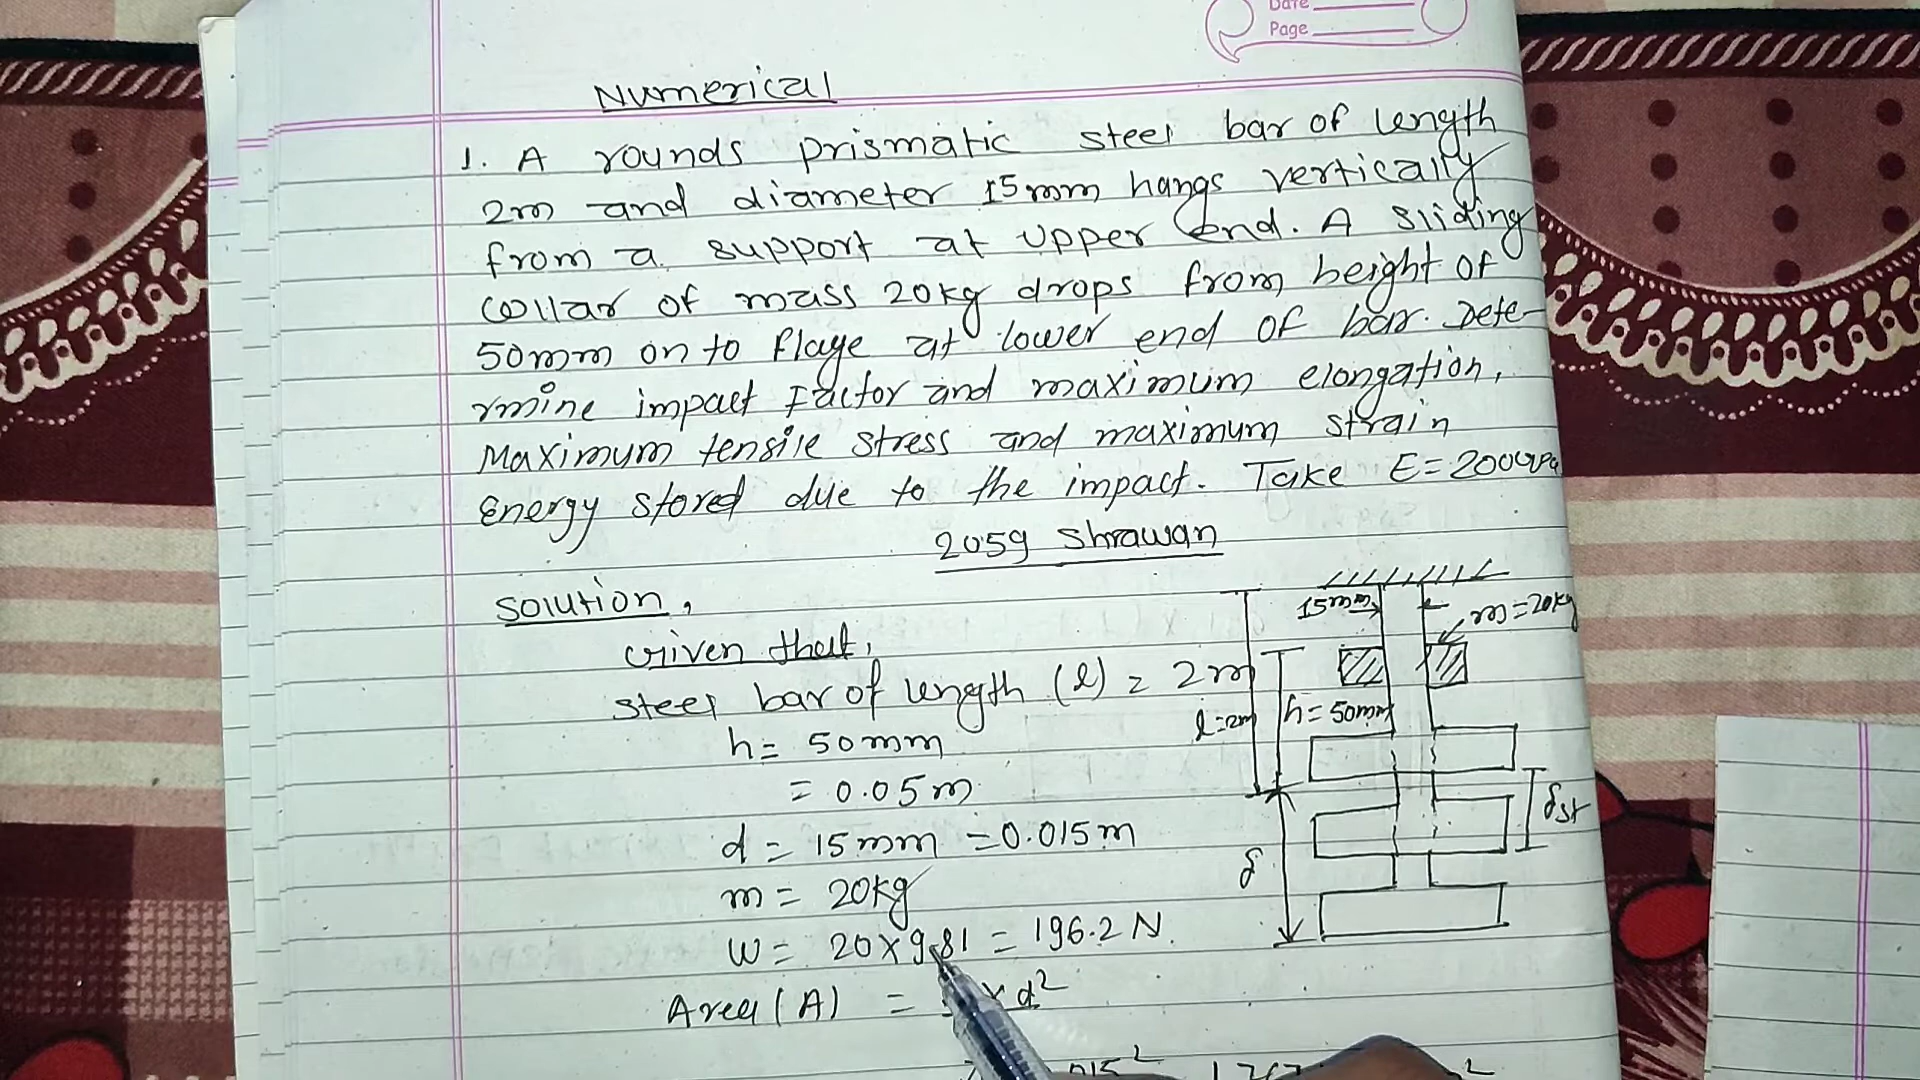 Date
Page
Numerical
1. A rounds prismatic steel bar of length
2m and diameter 15mm hangs vertically
from a support at upper end. A sliding
collar of mass 20kg drops from height of
50mm on to flage at lower end of bar. Dete-
rmine impact Factor and maximum elongation,
Maximum tensile stress and maximum strain
Energy stored due to the impact. Take E=200GPa
2059 Shrawan
Solution,
Given that,
steel bar of length (l) = 2m
h= 50mm
= 0.05m
d = 15mm =0.015m
m = 20kg
W = 20×9.81 = 196.2 N.
Area (A) = × d²
15mm
m=20kg
l=2m
h=50mm
δst
δ